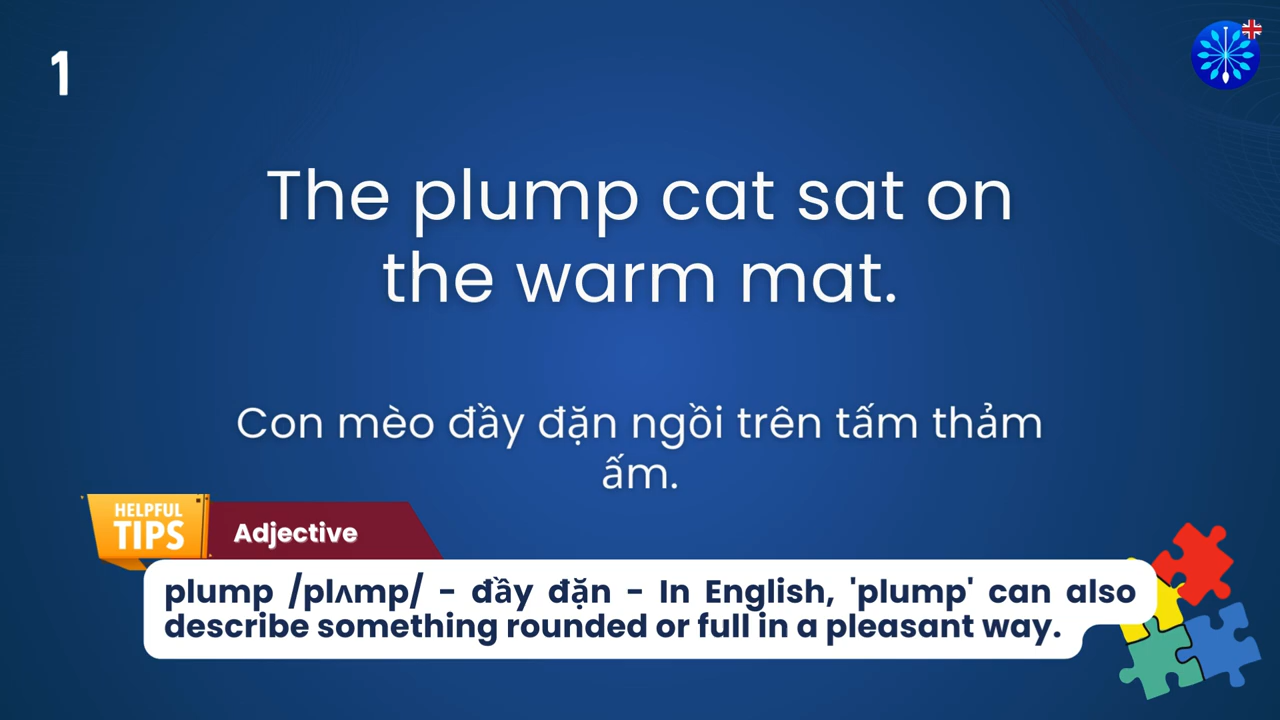 1
The plump cat sat on
the warm mat.
Con mèo đầy đặn ngồi trên tấm thảm
ấm.
HELPFUL
TIPS
Adjective
plump /plʌmp/ - đầy đặn - In English, 'plump' can also
describe something rounded or full in a pleasant way.